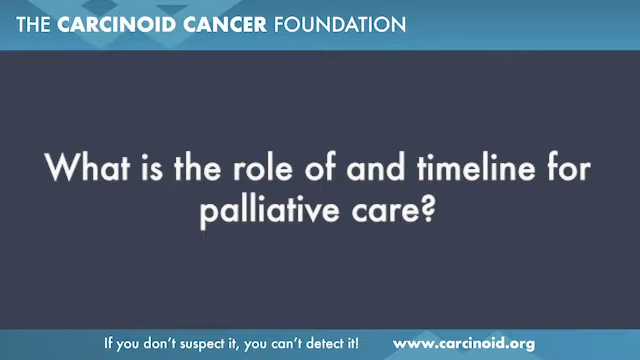 THE CARCINOID CANCER FOUNDATION
What is the role of and timeline for
palliative care?
If you don't suspect it, you can't detect it! www.carcinoid.org